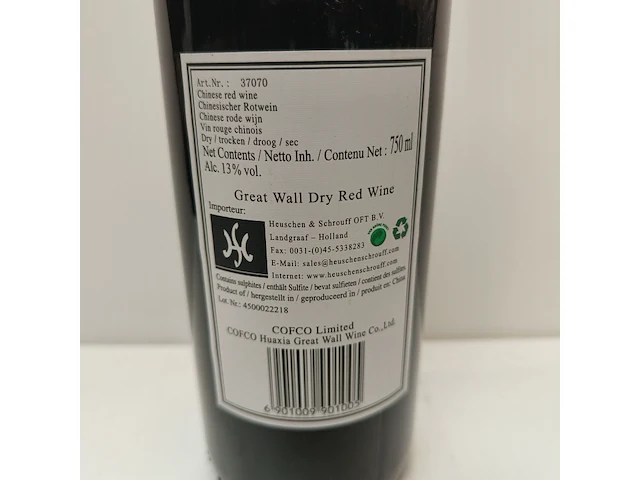 Art.Nr.: 37070
Chinese red wine
Chinesischer Rotwein
Chinese rode wijn
Vin rouge chinois
Dry / trocken / droog / sec
Net Contents / Netto Inh. / Contenu Net : 750 ml
Alc. 13% vol.
Great Wall Dry Red Wine
Importeur:
Heuschen & Schrouff OFT B.V.
Landgraaf – Holland
Fax: 0031-(0)45-5338283
E-Mail: sales@heuschenschrouff.com
Internet: www.heuschenschrouff.com
Contains sulphites / enthält Sulfite / bevat sulfieten / contient des sulfites.
Product of / hergestellt in / geproduceerd in / produit en: China
Lot. Nr.: 4500022218
COFCO Limited
COFCO Huaxia Great Wall Wine Co.,Ltd.
6 901009 901005